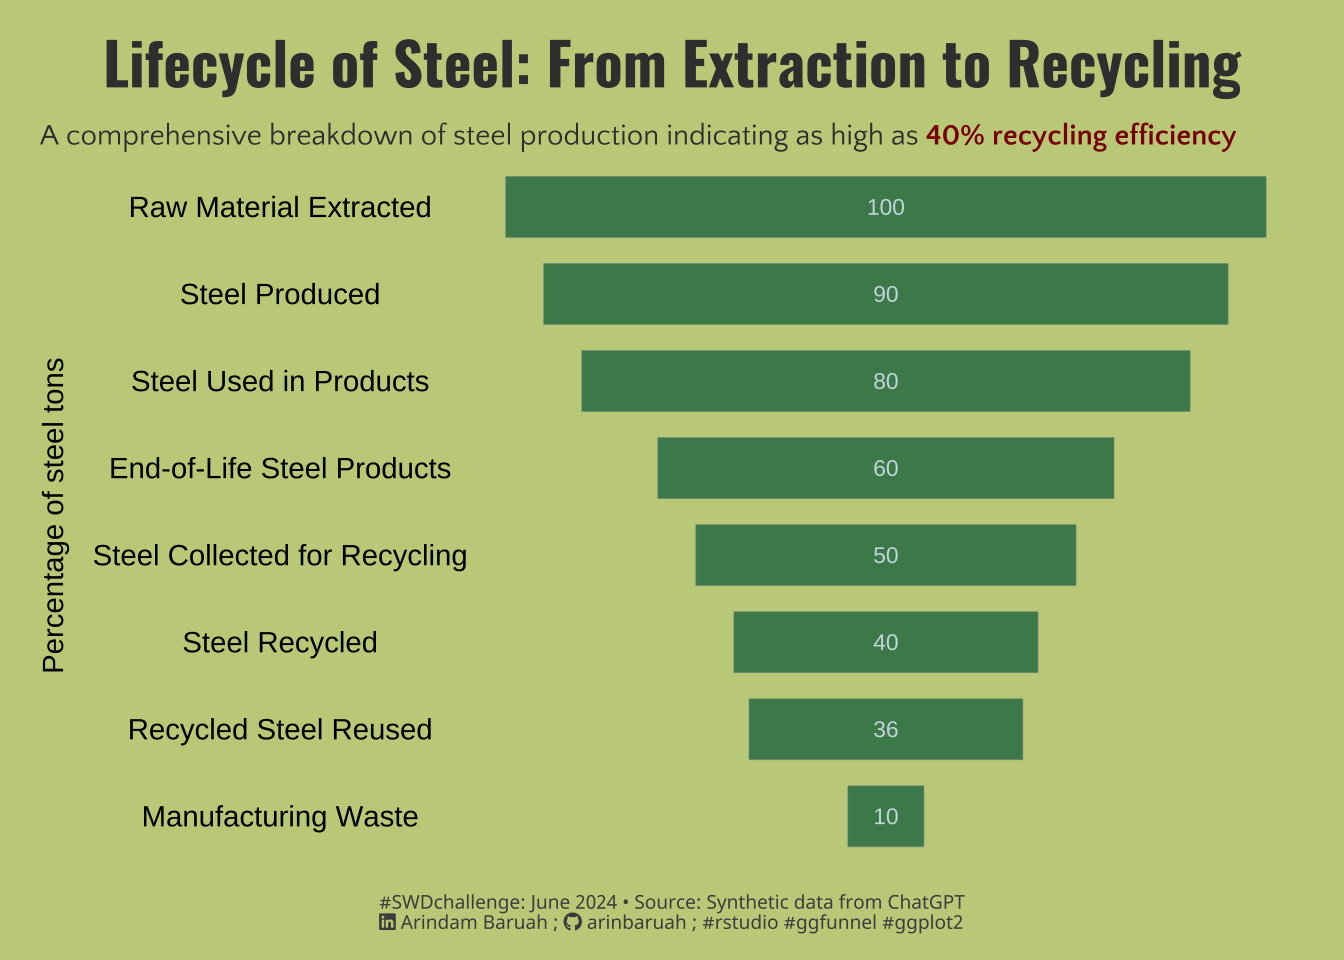 Lifecycle of Steel: From Extraction to Recycling
A comprehensive breakdown of steel production indicating as high as 40% recycling efficiency
Percentage of steel tons
Raw Material Extracted 100
Steel Produced 90
Steel Used in Products 80
End-of-Life Steel Products 60
Steel Collected for Recycling 50
Steel Recycled 40
Recycled Steel Reused 36
Manufacturing Waste 10
#SWDchallenge: June 2024 • Source: Synthetic data from ChatGPT
Arindam Baruah ; arinbaruah ; #rstudio #ggfunnel #ggplot2